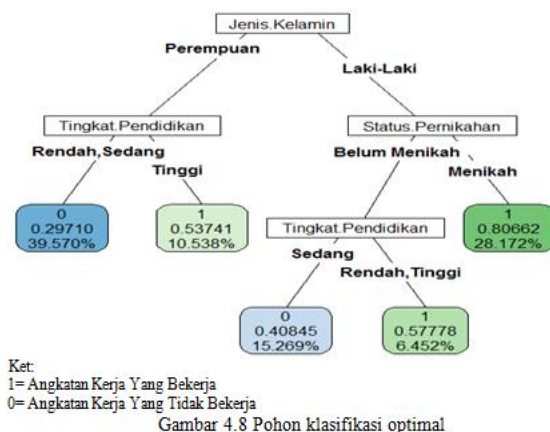 Jenis.Kelamin
Perempuan
Laki-Laki
Tingkat.Pendidikan
Status.Pernikahan
Rendah,Sedang
Tinggi
Belum Menikah
Menikah
0
0.29710
39.570%
1
0.53741
10.538%
Tingkat.Pendidikan
1
0.80662
28.172%
Sedang
Rendah,Tinggi
0
0.40845
15.269%
1
0.57778
6.452%
Ket:
1= Angkatan Kerja Yang Bekerja
0= Angkatan Kerja Yang Tidak Bekerja
Gambar 4.8 Pohon klasifikasi optimal